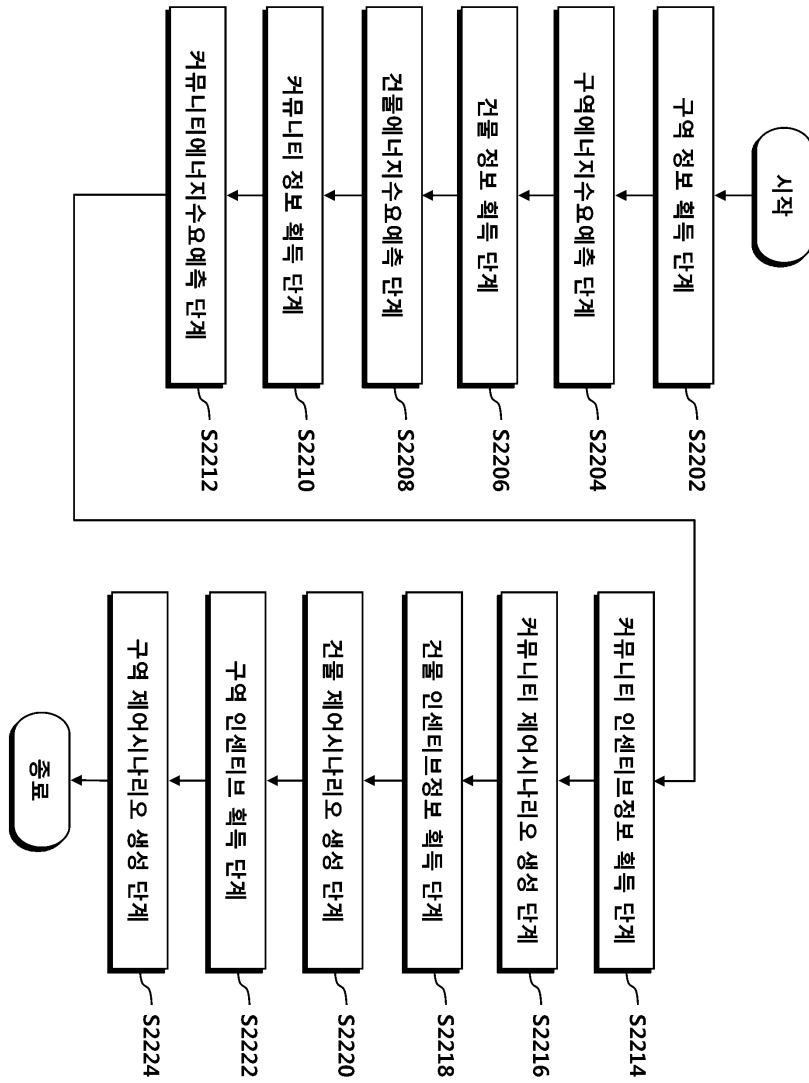 시작
구역 정보 획득 단계
S2202
구역에너지수요예측 단계
S2204
건물 정보 획득 단계
S2206
건물에너지수요예측 단계
S2208
커뮤니티 정보 획득 단계
S2210
커뮤니티에너지수요예측 단계
S2212
커뮤니티 인센티브정보 획득 단계
S2214
커뮤니티 제어시나리오 생성 단계
S2216
건물 인센티브정보 획득 단계
S2218
건물 제어시나리오 생성 단계
S2220
구역 인센티브 획득 단계
S2222
구역 제어시나리오 생성 단계
S2224
종료